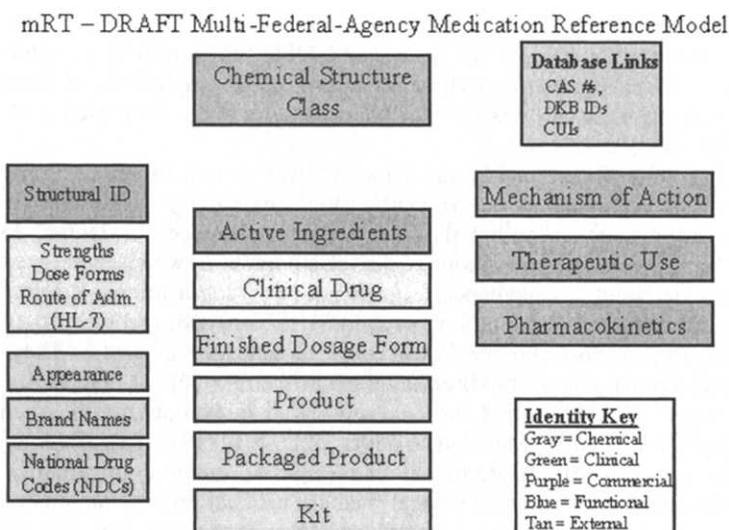 mRT – DRAFT Multi-Federal-Agency Medication Reference Model
Chemical Structure
Class
Database Links
CAS #s,
DKB IDs
CUIs
Structural ID
Strengths
Dose Forms
Route of Adm.
(HL-7)
Appearance
Brand Names
National Drug
Codes (NDCs)
Active Ingredients
Clinical Drug
Finished Dosage Form
Product
Packaged Product
Kit
Mechanism of Action
Therapeutic Use
Pharmacokinetics
Identity Key
Gray = Chemical
Green = Clinical
Purple = Commercial
Blue = Functional
Tan = External